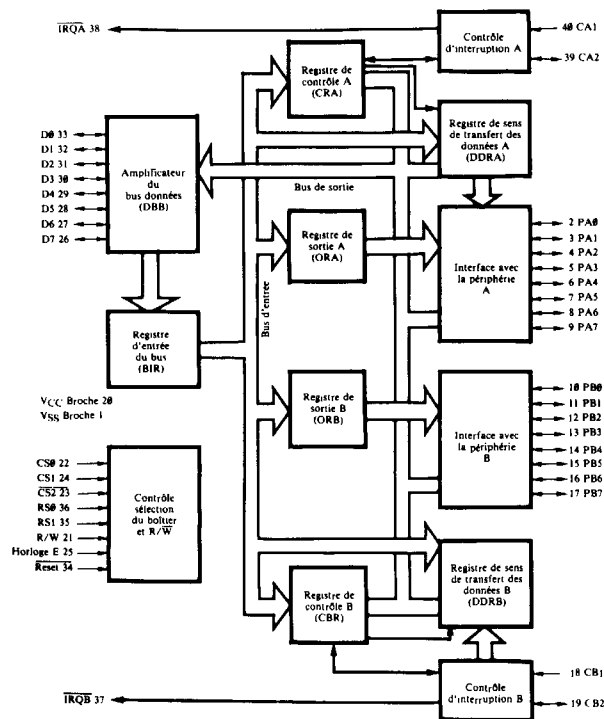 IRQA 38
Contrôle
d'interruption A
40 CA1
39 CA2
Registre de
contrôle A
(CRA)
Registre de sens
de transfert des
données A
(DDRA)
D0 33
D1 32
D2 31
D3 30
D4 29
D5 28
D6 27
D7 26
Amplificateur
du
bus données
(DBB)
Bus de sortie
Registre de
sortie A
(ORA)
Interface avec
la périphérie
A
2 PA0
3 PA1
4 PA2
5 PA3
6 PA4
7 PA5
8 PA6
9 PA7
Bus d'entrée
Registre
d'entrée
du bus
(BIR)
VCC Broche 20
VSS Broche 1
Registre de
sortie B
(ORB)
Interface avec
la périphérie
B
10 PB0
11 PB1
12 PB2
13 PB3
14 PB4
15 PB5
16 PB6
17 PB7
CS0 22
CS1 24
CS2 23
RS0 36
RS1 35
R/W 21
Horloge E 25
Reset 34
Contrôle
sélection
du boîtier
et R/W
Registre de
contrôle B
(CBR)
Registre de sens
de transfert des
données B
(DDRB)
IRQB 37
Contrôle
d'interruption B
18 CB1
19 CB2